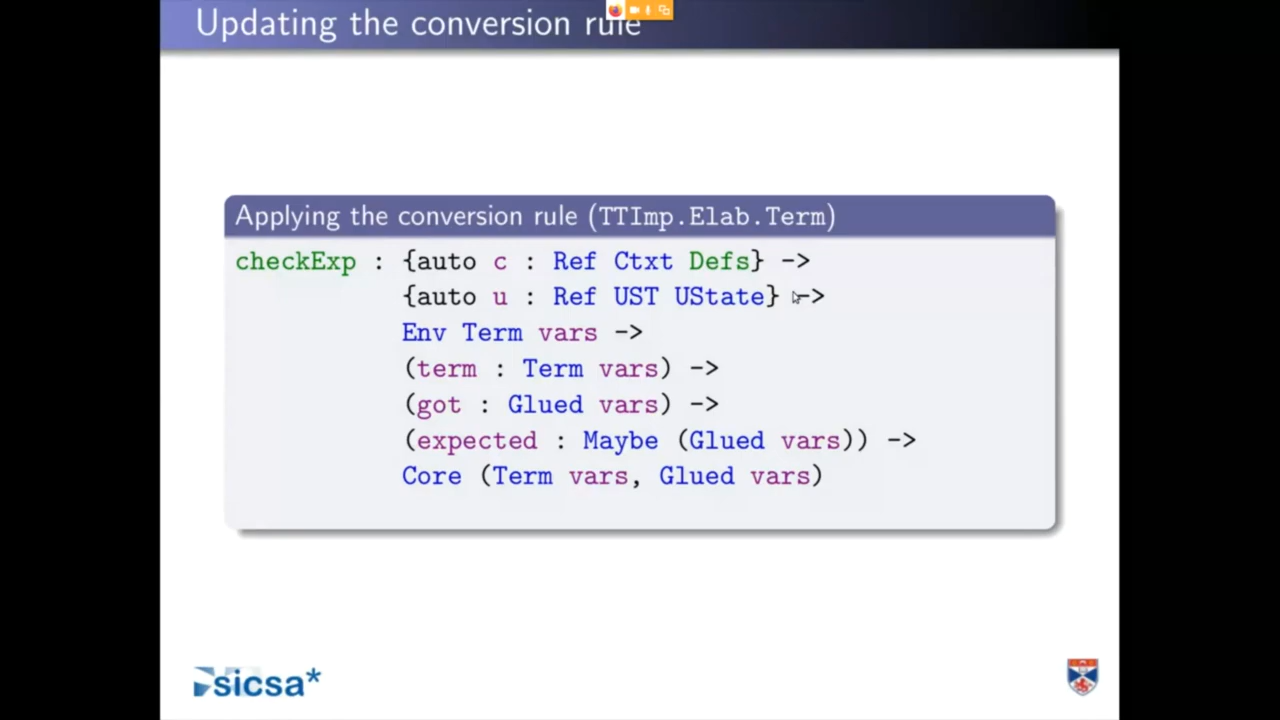 Updating the conversion rule
Applying the conversion rule (TTImp.Elab.Term)
checkExp : {auto c : Ref Ctxt Defs} ->
{auto u : Ref UST UState} ->
Env Term vars ->
(term : Term vars) ->
(got : Glued vars) ->
(expected : Maybe (Glued vars)) ->
Core (Term vars, Glued vars)
sicsa*